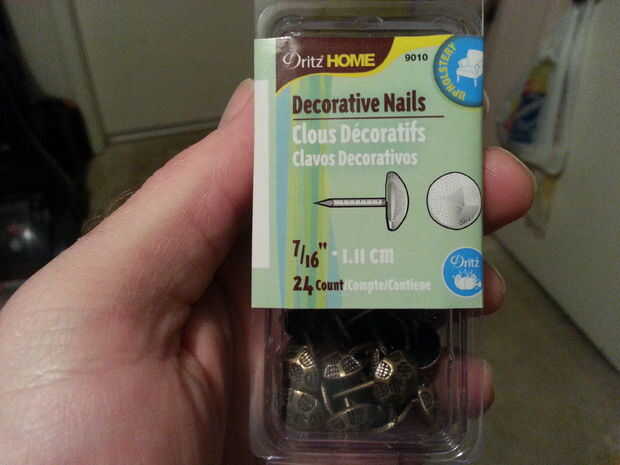 Dritz® HOME 9010
UPHOLSTERY
Decorative Nails
Clous Décoratifs
Clavos Decorativos
7/16" • 1.11 cm
Dritz®
24 Count/Compte/Contiene